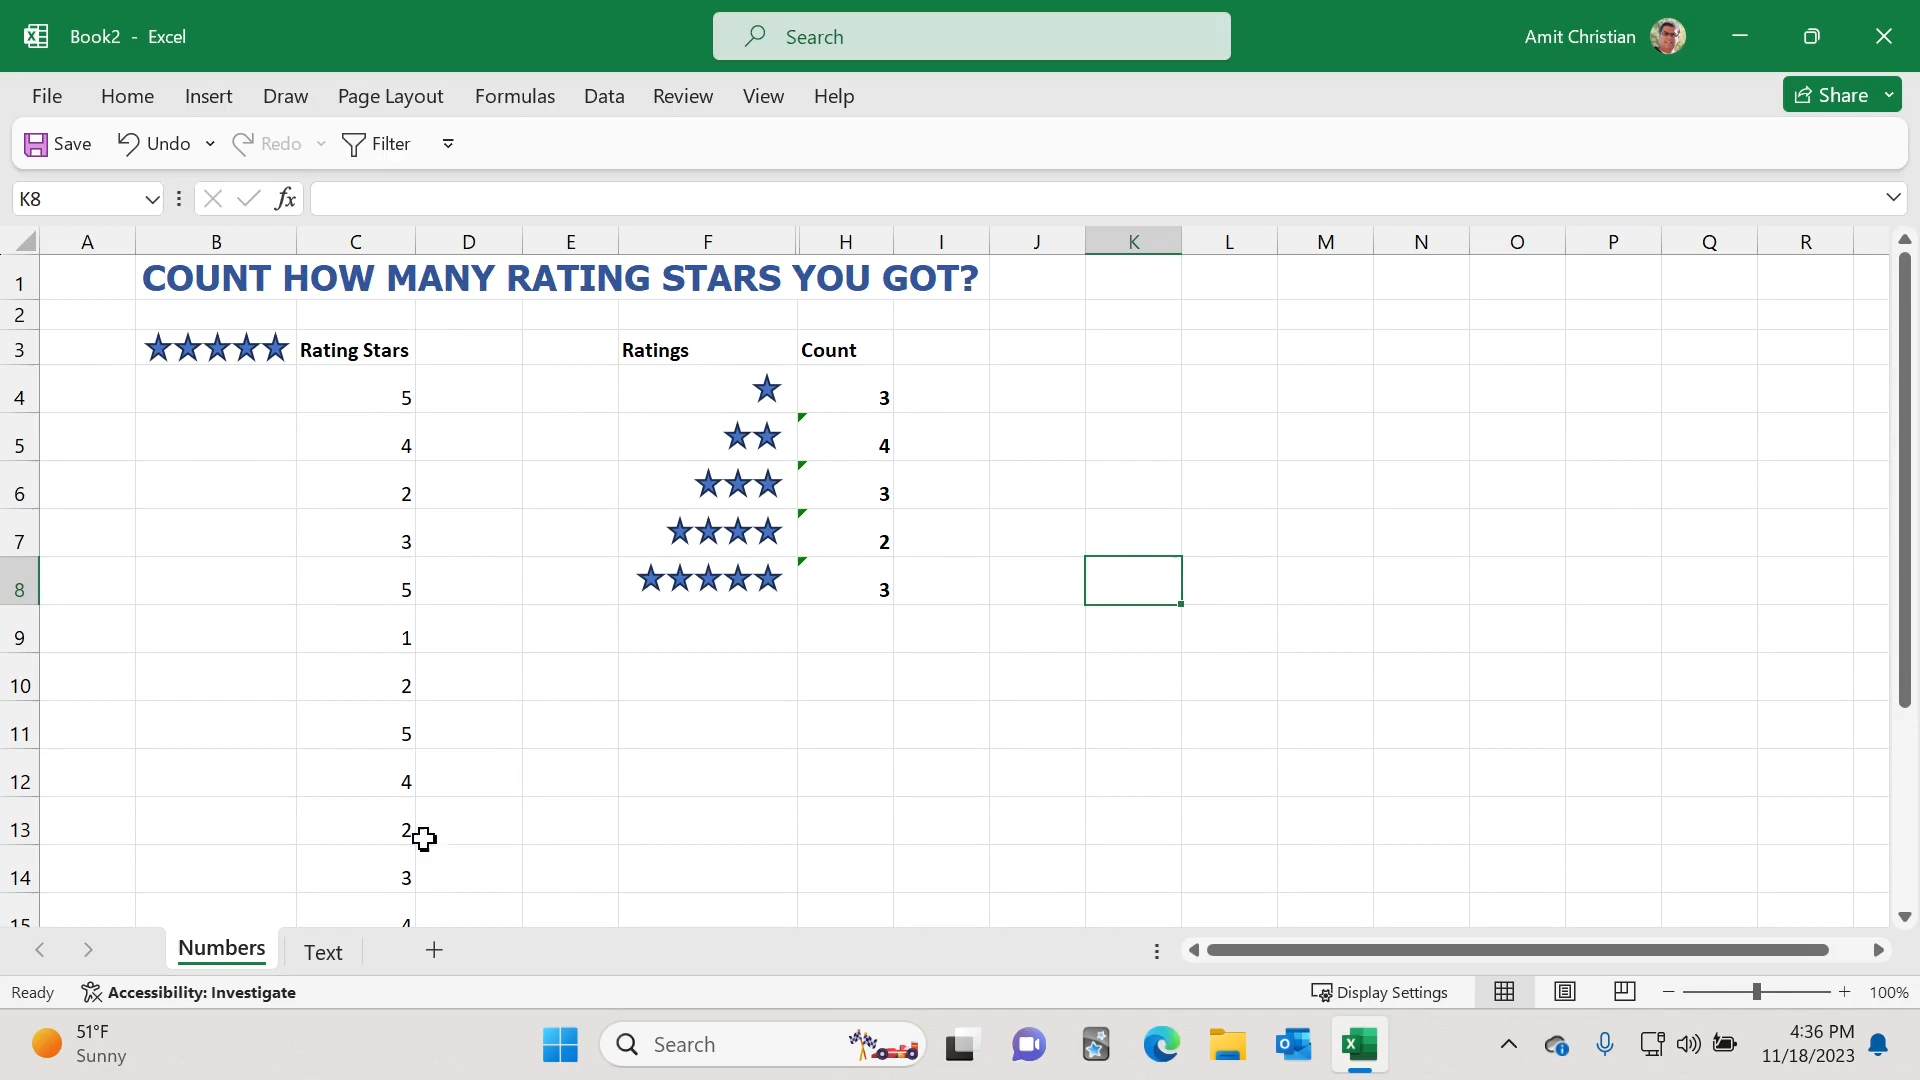 Book2 - Excel
Search
Amit Christian
File Home Insert Draw Page Layout Formulas Data Review View Help
Share
Save Undo Redo Filter
K8
fx
A B C D E F H I J K L M N O P Q R
1 COUNT HOW MANY RATING STARS YOU GOT?
2
3 Rating Stars Ratings Count
4 5 3
5 4 4
6 2 3
7 3 2
8 5 3
9 1
10 2
11 5
12 4
13 2
14 3
15 4
Numbers Text
Ready Accessibility: Investigate Display Settings 100%
51°F
Sunny
Search
4:36 PM
11/18/2023